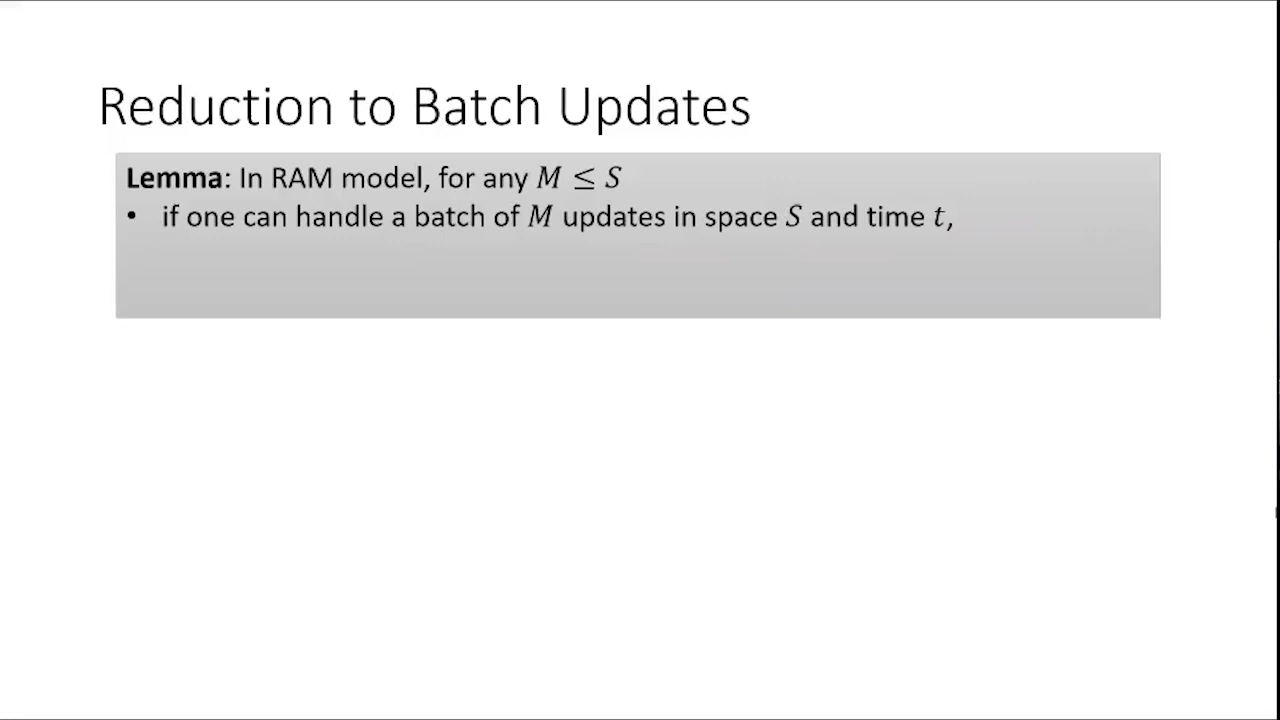 Reduction to Batch Updates
Lemma: In RAM model, for any M ≤ S
• if one can handle a batch of M updates in space S and time t,